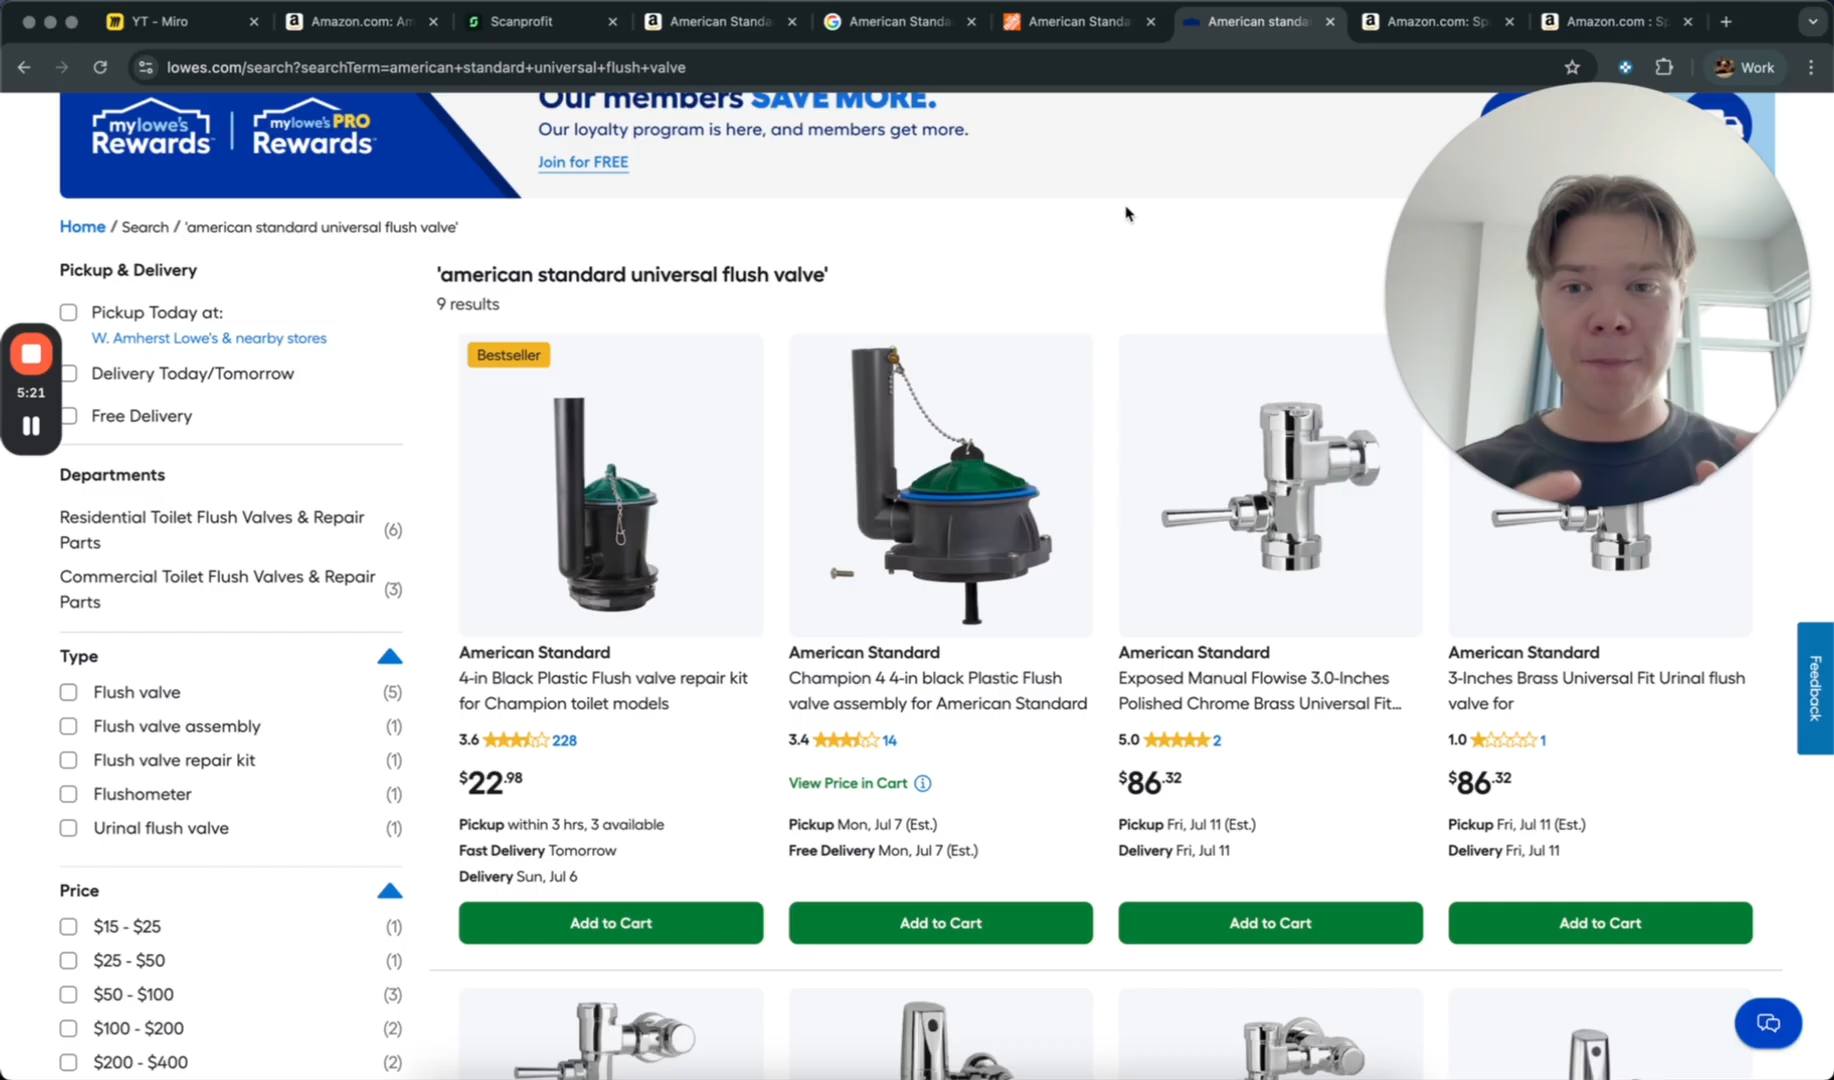 YT - Miro
Amazon.com: Am
Scanprofit
American Standa
American Standa
American Standa
American standa
Amazon.com: Sp
Amazon.com : Sp
lowes.com/search?searchTerm=american+standard+universal+flush+valve
Work
mylowe's Rewards
mylowe's PRO Rewards
Our members SAVE MORE.
Our loyalty program is here, and members get more.
Join for FREE
Home / Search / 'american standard universal flush valve'
Pickup & Delivery
Pickup Today at:
W. Amherst Lowe's & nearby stores
Delivery Today/Tomorrow
Free Delivery
5:21
Departments
Residential Toilet Flush Valves & Repair Parts (6)
Commercial Toilet Flush Valves & Repair Parts (3)
Type
Flush valve (5)
Flush valve assembly (1)
Flush valve repair kit (1)
Flushometer (1)
Urinal flush valve (1)
Price
$15 - $25 (1)
$25 - $50 (1)
$50 - $100 (3)
$100 - $200 (2)
$200 - $400 (2)
'american standard universal flush valve'
9 results
Bestseller
American Standard
4-in Black Plastic Flush valve repair kit
for Champion toilet models
3.6 228
$22.98
Pickup within 3 hrs, 3 available
Fast Delivery Tomorrow
Delivery Sun, Jul 6
Add to Cart
American Standard
Champion 4 4-in black Plastic Flush
valve assembly for American Standard
3.4 14
View Price in Cart
Pickup Mon, Jul 7 (Est.)
Free Delivery Mon, Jul 7 (Est.)
Add to Cart
American Standard
Exposed Manual Flowise 3.0-Inches
Polished Chrome Brass Universal Fit...
5.0 2
$86.32
Pickup Fri, Jul 11 (Est.)
Delivery Fri, Jul 11
Add to Cart
American Standard
3-Inches Brass Universal Fit Urinal flush
valve for
1.0 1
$86.32
Pickup Fri, Jul 11 (Est.)
Delivery Fri, Jul 11
Add to Cart
Feedback